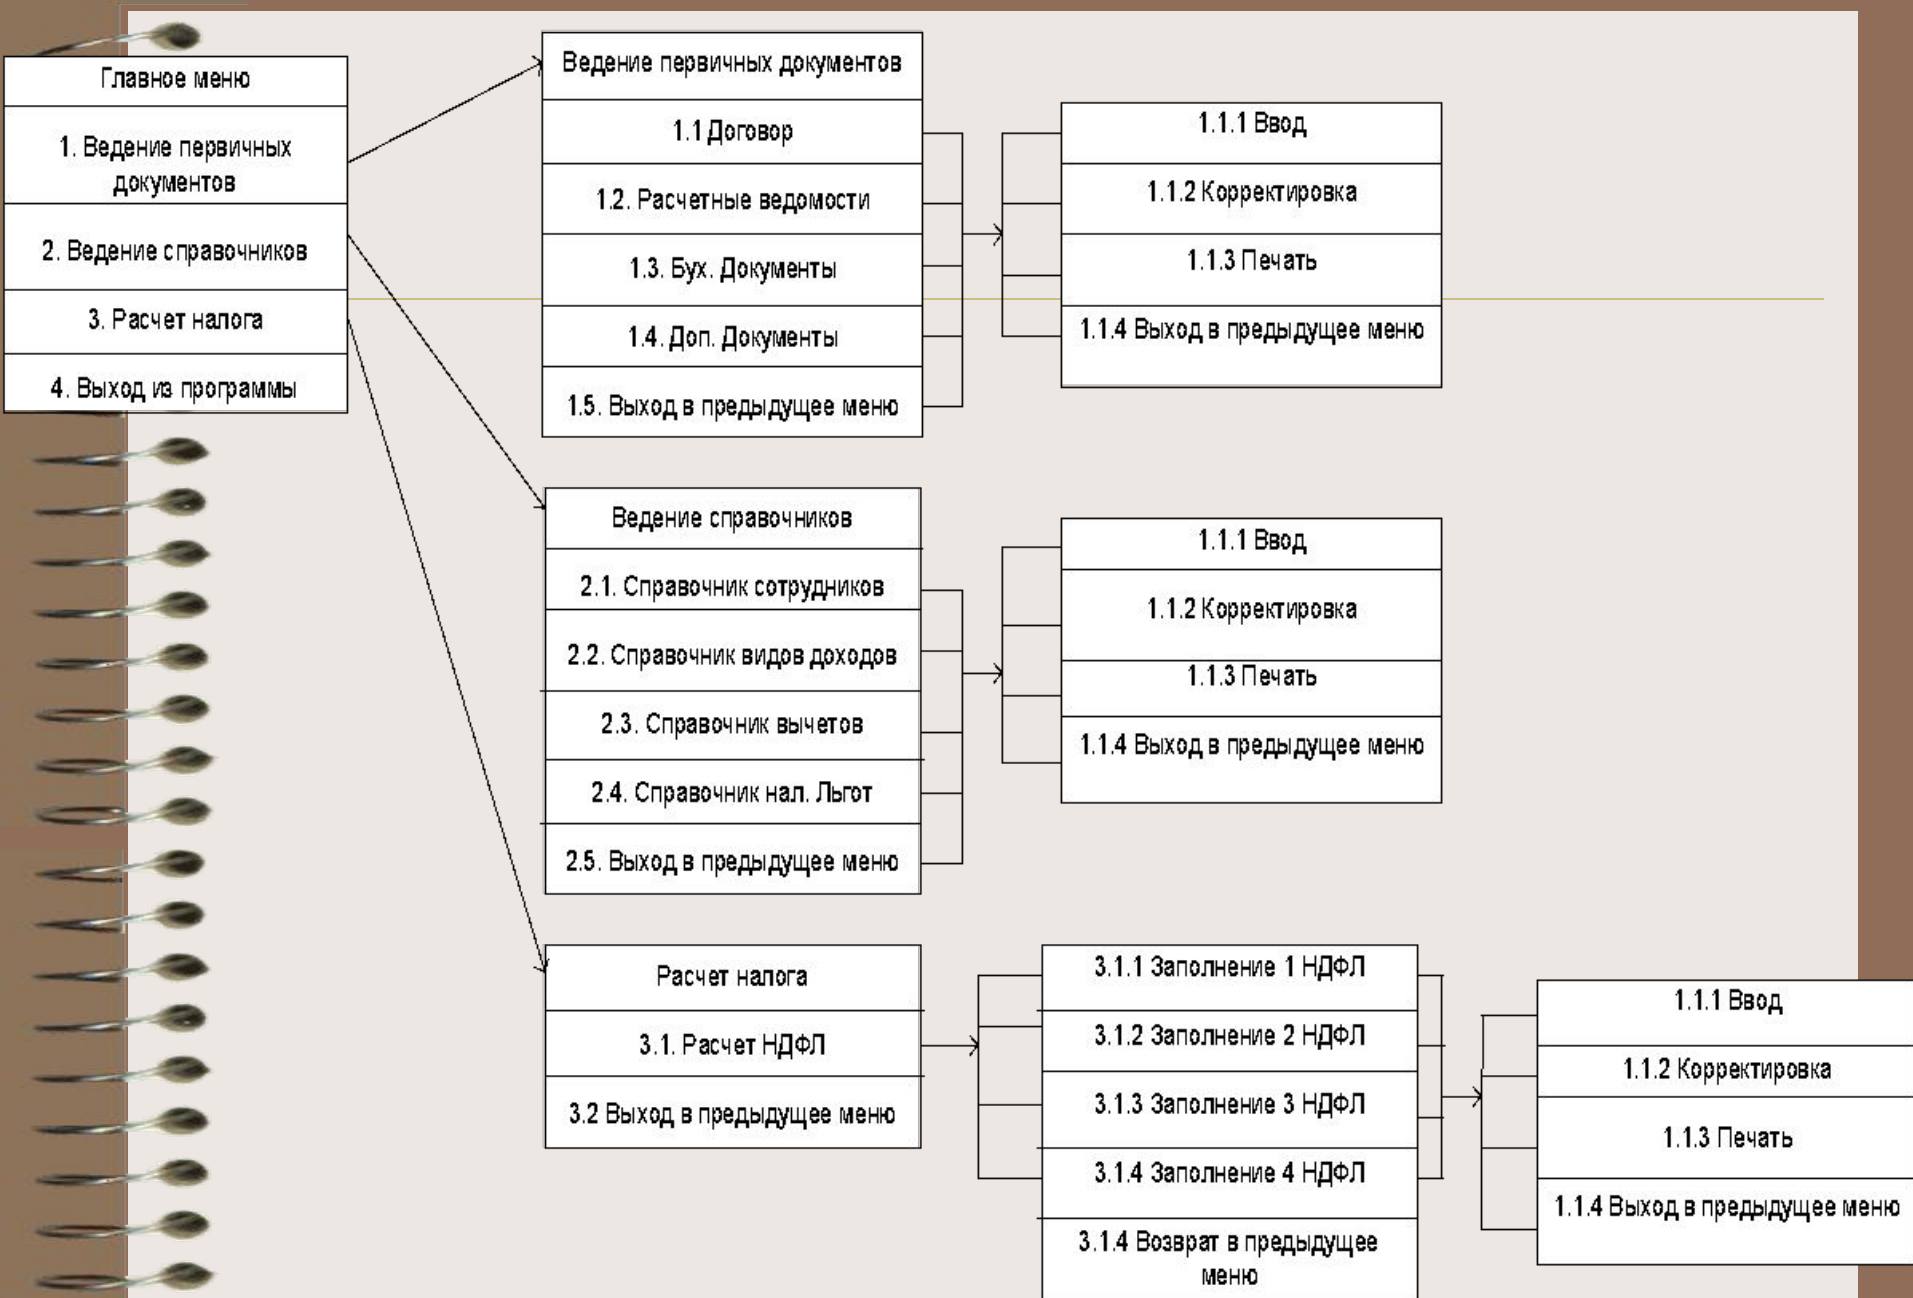 Главное меню
1. Ведение первичных
документов
2. Ведение справочников
3. Расчет налога
4. Выход из программы
Ведение первичных документов
1.1 Договор
1.2. Расчетные ведомости
1.3. Бух. Документы
1.4. Доп. Документы
1.5. Выход в предыдущее меню
1.1.1 Ввод
1.1.2 Корректировка
1.1.3 Печать
1.1.4 Выход в предыдущее меню
Ведение справочников
2.1. Справочник сотрудников
2.2. Справочник видов доходов
2.3. Справочник вычетов
2.4. Справочник нал. Льгот
2.5. Выход в предыдущее меню
1.1.1 Ввод
1.1.2 Корректировка
1.1.3 Печать
1.1.4 Выход в предыдущее меню
Расчет налога
3.1. Расчет НДФЛ
3.2 Выход в предыдущее меню
3.1.1 Заполнение 1 НДФЛ
3.1.2 Заполнение 2 НДФЛ
3.1.3 Заполнение 3 НДФЛ
3.1.4 Заполнение 4 НДФЛ
3.1.4 Возврат в предыдущее
меню
1.1.1 Ввод
1.1.2 Корректировка
1.1.3 Печать
1.1.4 Выход в предыдущее меню